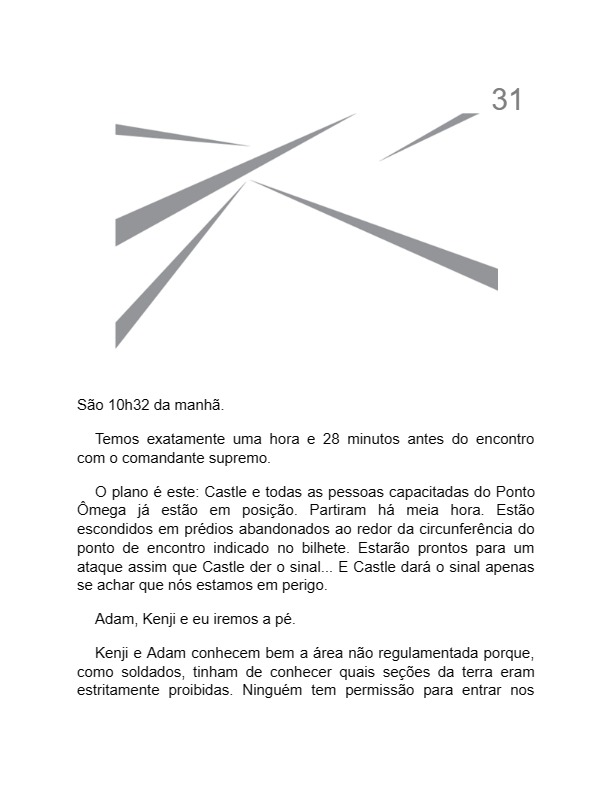 31
São 10h32 da manhã.
Temos exatamente uma hora e 28 minutos antes do encontro
com o comandante supremo.
O plano é este: Castle e todas as pessoas capacitadas do Ponto
Ômega já estão em posição. Partiram há meia hora. Estão
escondidos em prédios abandonados ao redor da circunferência do
ponto de encontro indicado no bilhete. Estarão prontos para um
ataque assim que Castle der o sinal... E Castle dará o sinal apenas
se achar que nós estamos em perigo.
Adam, Kenji e eu iremos a pé.
Kenji e Adam conhecem bem a área não regulamentada porque,
como soldados, tinham de conhecer quais seções da terra eram
estritamente proibidas. Ninguém tem permissão para entrar nos